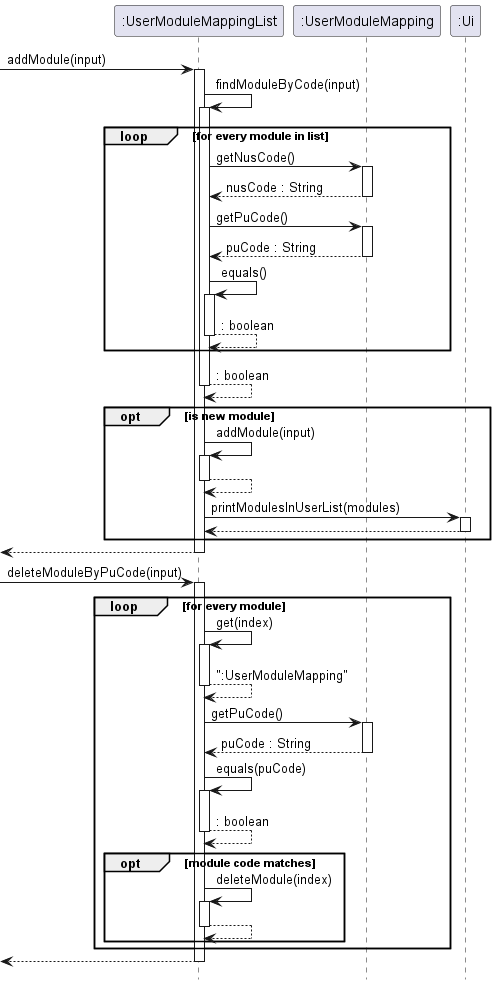 :UserModuleMappingList
:UserModuleMapping
:Ui
addModule(input)
findModuleByCode(input)
loop
[for every module in list]
getNusCode()
nusCode : String
getPuCode()
puCode : String
equals()
: boolean
: boolean
opt
[is new module]
addModule(input)
printModulesInUserList(modules)
deleteModuleByPuCode(input)
loop
[for every module]
get(index)
":UserModuleMapping"
getPuCode()
puCode : String
equals(puCode)
: boolean
opt
[module code matches]
deleteModule(index)